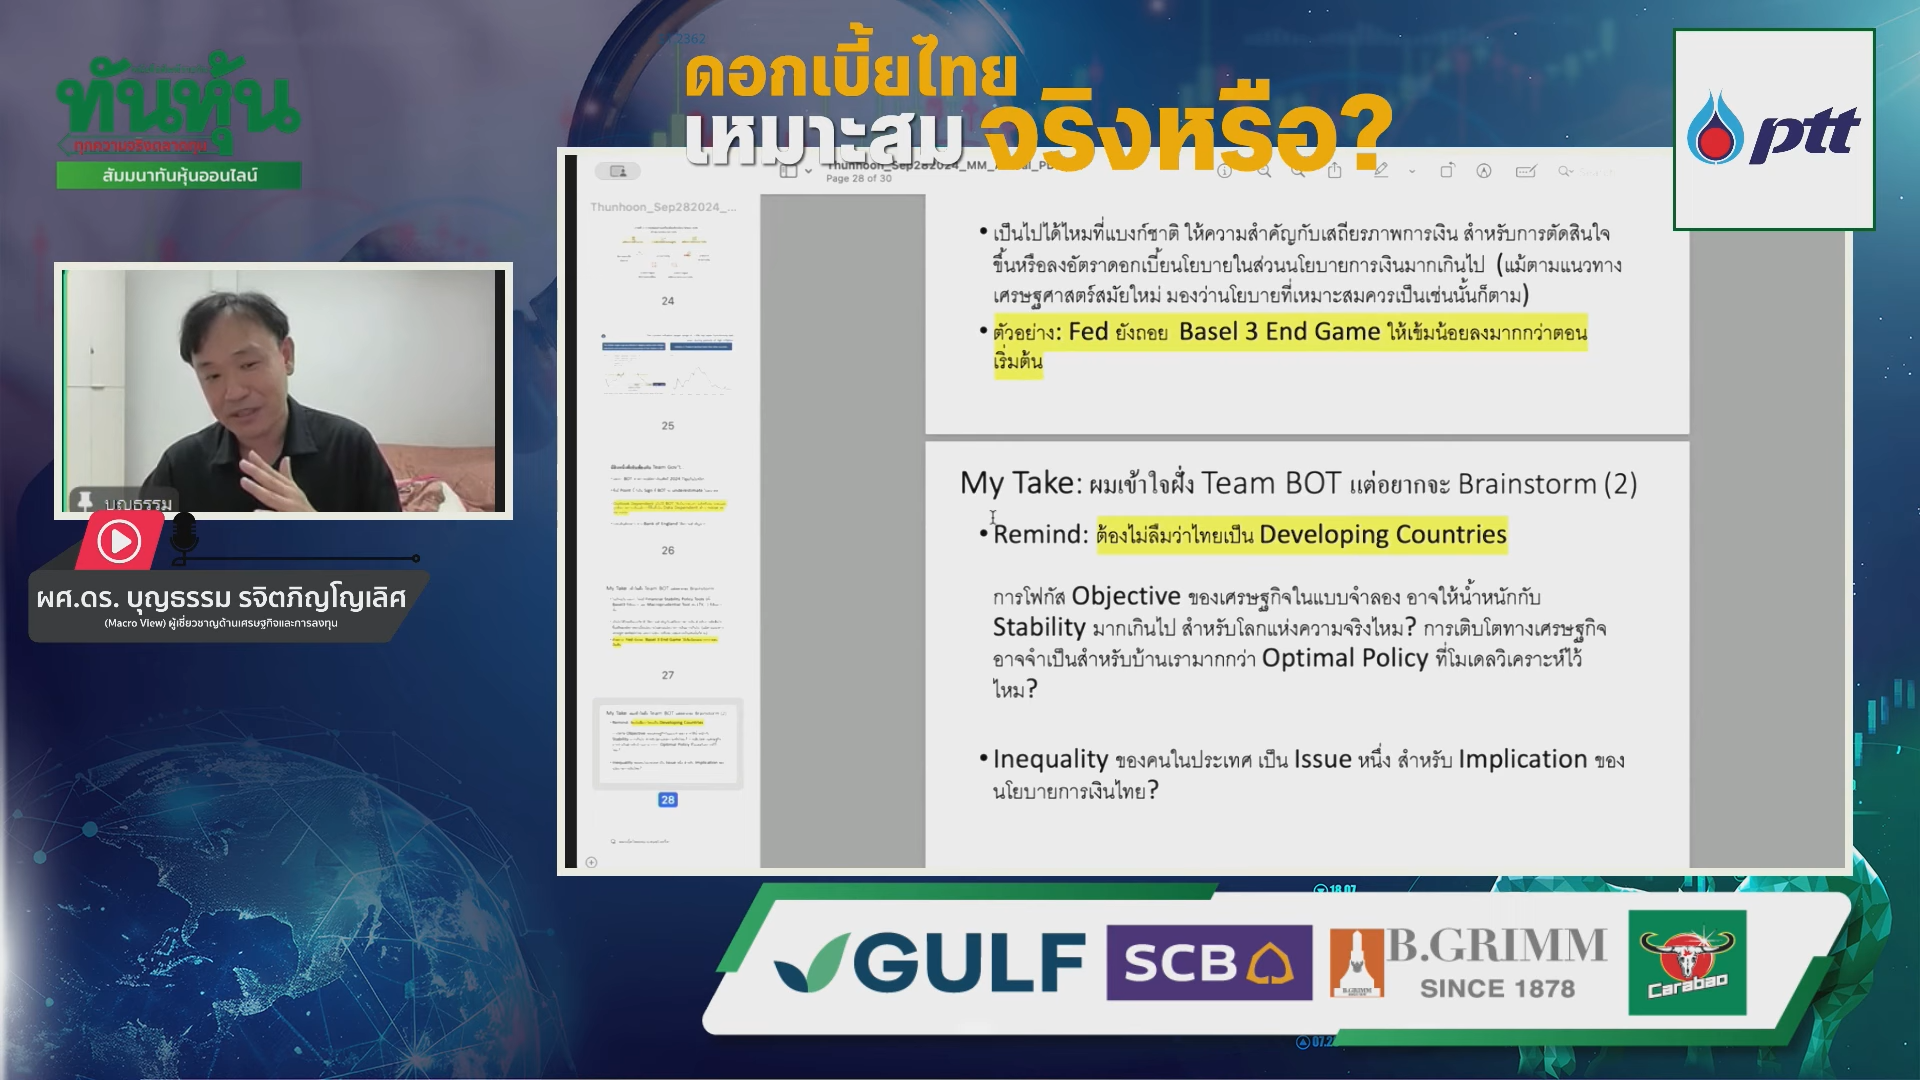 ทันหุ้น
ทุกความจริงตลาดทุน
สัมมนาทันหุ้นออนไลน์
ดอกเบี้ยไทย
เหมาะสม จริงหรือ?
ptt
Page 28 of 30
Thunhoon_Sep282024_...
24
25
26
27
28
• เป็นไปได้ไหมที่แบงก์ชาติ ให้ความสำคัญกับเสถียรภาพการเงิน สำหรับการตัดสินใจ
ขึ้นหรือลงอัตราดอกเบี้ยนโยบายในส่วนนโยบายการเงินมากเกินไป (แม้ตามแนวทาง
เศรษฐศาสตร์สมัยใหม่ มองว่านโยบายที่เหมาะสมควรเป็นเช่นนั้นก็ตาม)
• ตัวอย่าง: Fed ยังถอย Basel 3 End Game ให้เข้มน้อยลงมากกว่าตอน
เริ่มต้น
My Take: ผมเข้าใจฝั่ง Team BOT แต่อยากจะ Brainstorm (2)
• Remind: ต้องไม่ลืมว่าไทยเป็น Developing Countries
การโฟกัส Objective ของเศรษฐกิจในแบบจำลอง อาจให้น้ำหนักกับ
Stability มากเกินไป สำหรับโลกแห่งความจริงไหม? การเติบโตทางเศรษฐกิจ
อาจจำเป็นสำหรับบ้านเรามากกว่า Optimal Policy ที่โมเดลวิเคราะห์ไว้
ไหม?
• Inequality ของคนในประเทศ เป็น Issue หนึ่ง สำหรับ Implication ของ
นโยบายการเงินไทย?
บุญธรรม
ผศ.ดร. บุญธรรม รจิตภิญโญเลิศ
(Macro View) ผู้เชี่ยวชาญด้านเศรษฐกิจและการลงทุน
GULF
SCB
B.GRIMM
SINCE 1878
Carabao